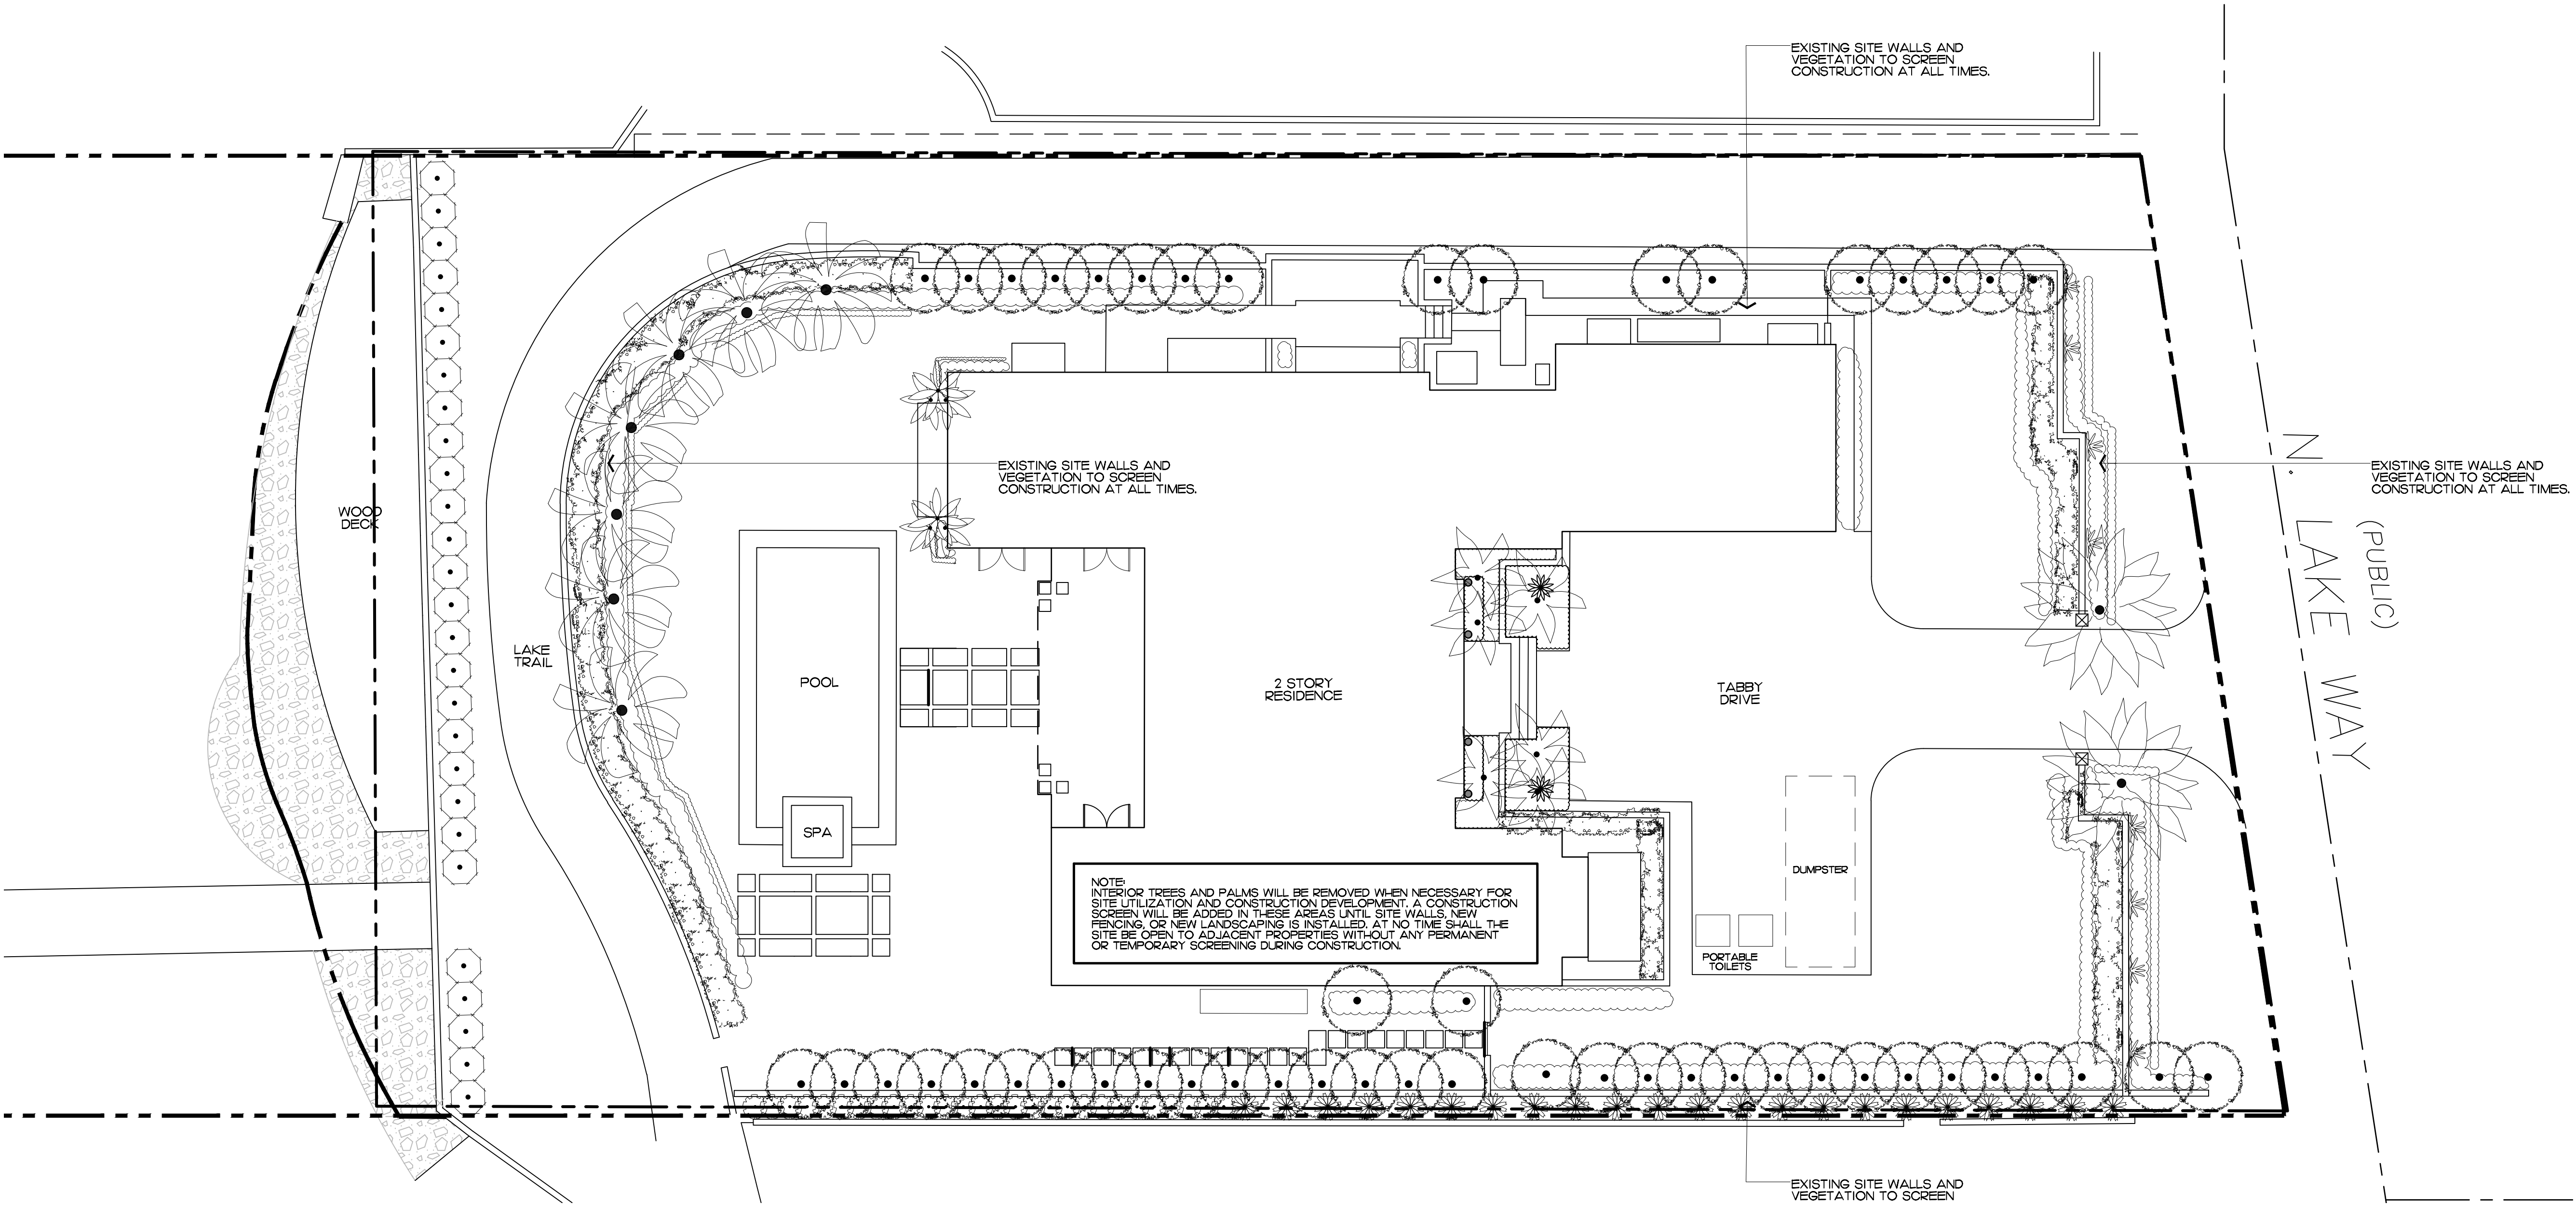 EXISTING SITE WALLS AND
VEGETATION TO SCREEN
CONSTRUCTION AT ALL TIMES.
EXISTING SITE WALLS AND
VEGETATION TO SCREEN
CONSTRUCTION AT ALL TIMES.
EXISTING SITE WALLS AND
VEGETATION TO SCREEN
CONSTRUCTION AT ALL TIMES.
WOOD
DECK
N. LAKE WAY
(PUBLIC)
LAKE
TRAIL
POOL
2 STORY
RESIDENCE
TABBY
DRIVE
SPA
DUMPSTER
NOTE:
INTERIOR TREES AND PALMS WILL BE REMOVED WHEN NECESSARY FOR
SITE UTILIZATION AND CONSTRUCTION DEVELOPMENT. A CONSTRUCTION
SCREEN WILL BE ADDED IN THESE AREAS UNTIL SITE WALLS, NEW
FENCING, OR NEW LANDSCAPING IS INSTALLED. AT NO TIME SHALL THE
SITE BE OPEN TO ADJACENT PROPERTIES WITHOUT ANY PERMANENT
OR TEMPORARY SCREENING DURING CONSTRUCTION.
PORTABLE
TOILETS
EXISTING SITE WALLS AND
VEGETATION TO SCREEN